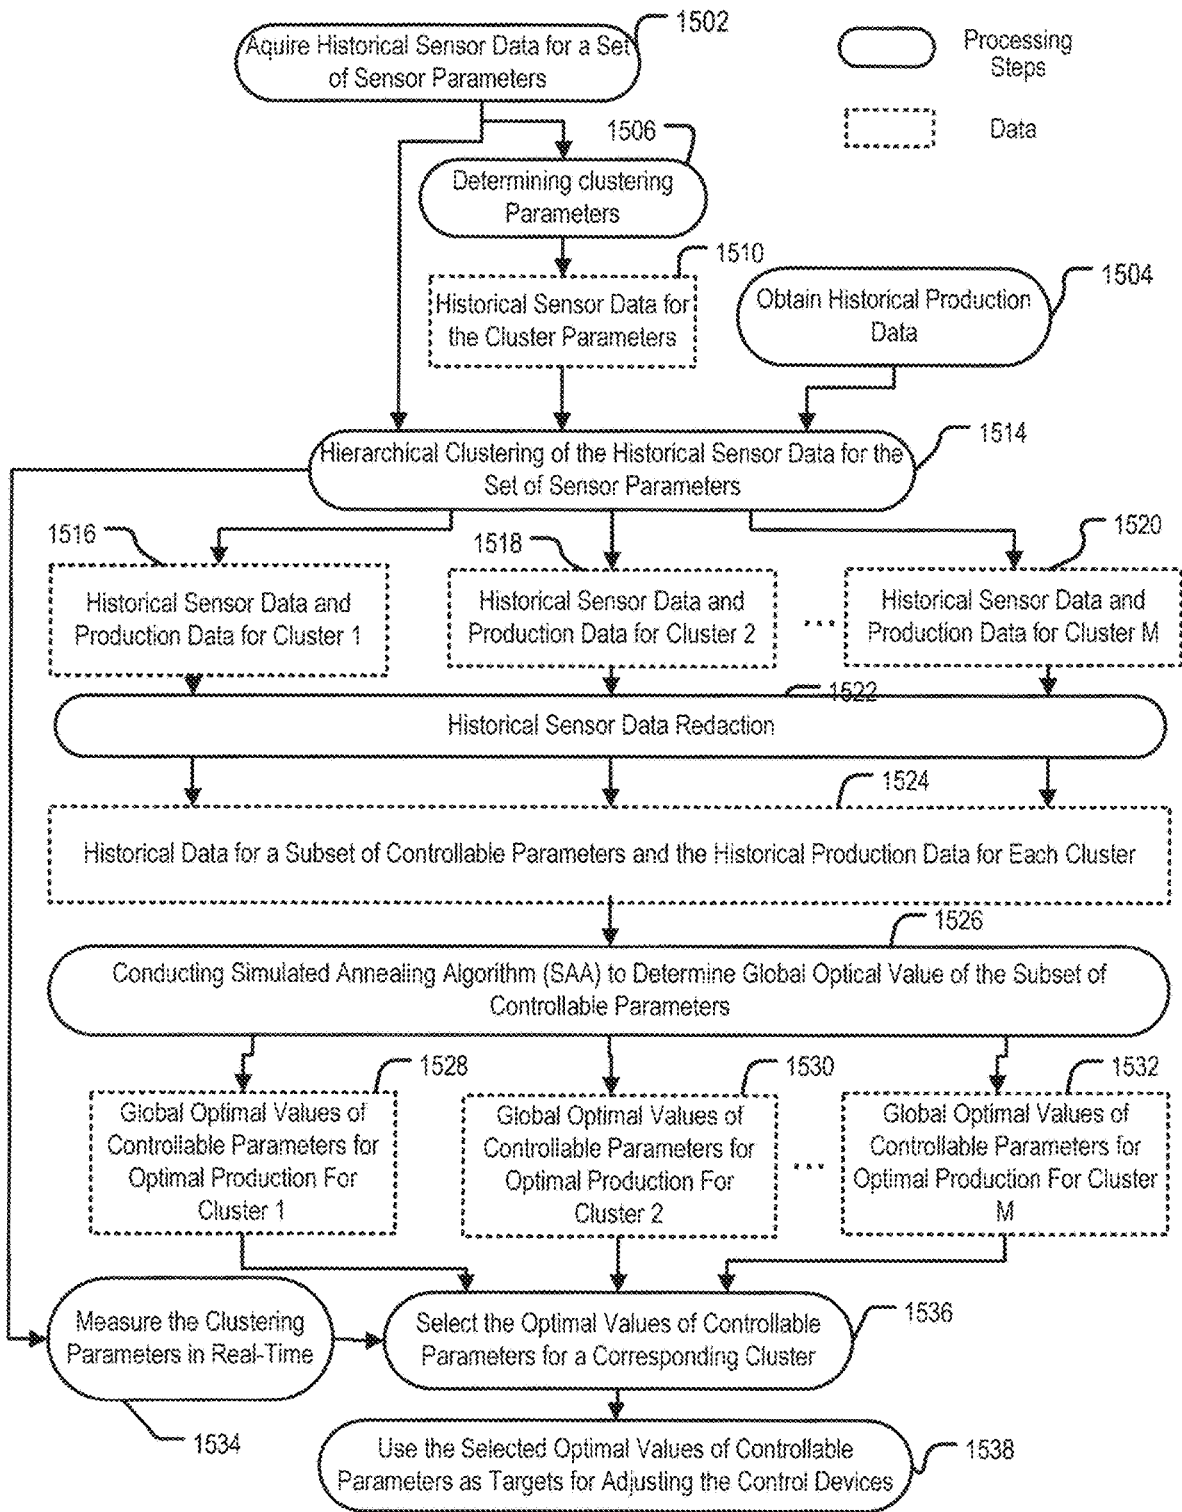 1502
Aquire Historical Sensor Data for a Set
of Sensor Parameters
Processing
Steps
Data
1506
Determining clustering
Parameters
1510
Historical Sensor Data for
the Cluster Parameters
1504
Obtain Historical Production
Data
1514
Hierarchical Clustering of the Historical Sensor Data for the
Set of Sensor Parameters
1516
Historical Sensor Data and
Production Data for Cluster 1
1518
Historical Sensor Data and
Production Data for Cluster 2
...
1520
Historical Sensor Data and
Production Data for Cluster M
1522
Historical Sensor Data Redaction
1524
Historical Data for a Subset of Controllable Parameters and the Historical Production Data for Each Cluster
1526
Conducting Simulated Annealing Algorithm (SAA) to Determine Global Optical Value of the Subset of
Controllable Parameters
1528
Global Optimal Values of
Controllable Parameters for
Optimal Production For
Cluster 1
1530
Global Optimal Values of
Controllable Parameters for
Optimal Production For
Cluster 2
...
1532
Global Optimal Values of
Controllable Parameters for
Optimal Production For Cluster
M
Measure the Clustering
Parameters in Real-Time
1534
Select the Optimal Values of Controllable
Parameters for a Corresponding Cluster
1536
Use the Selected Optimal Values of Controllable
Parameters as Targets for Adjusting the Control Devices
1538